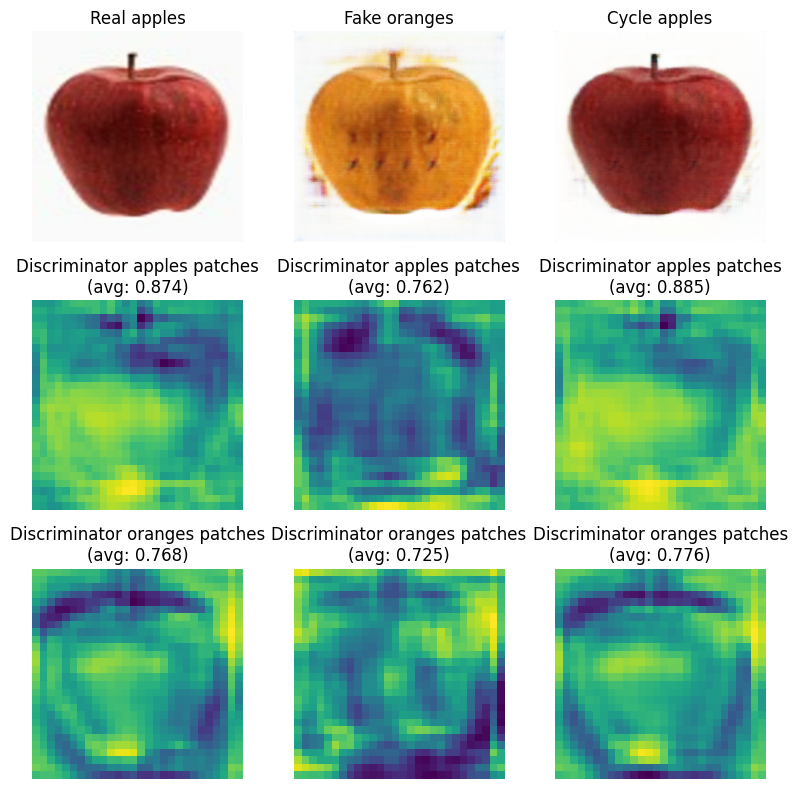 Real apples
Fake oranges
Cycle apples
Discriminator apples patches
(avg: 0.874)
Discriminator apples patches
(avg: 0.762)
Discriminator apples patches
(avg: 0.885)
Discriminator oranges patches
(avg: 0.768)
Discriminator oranges patches
(avg: 0.725)
Discriminator oranges patches
(avg: 0.776)